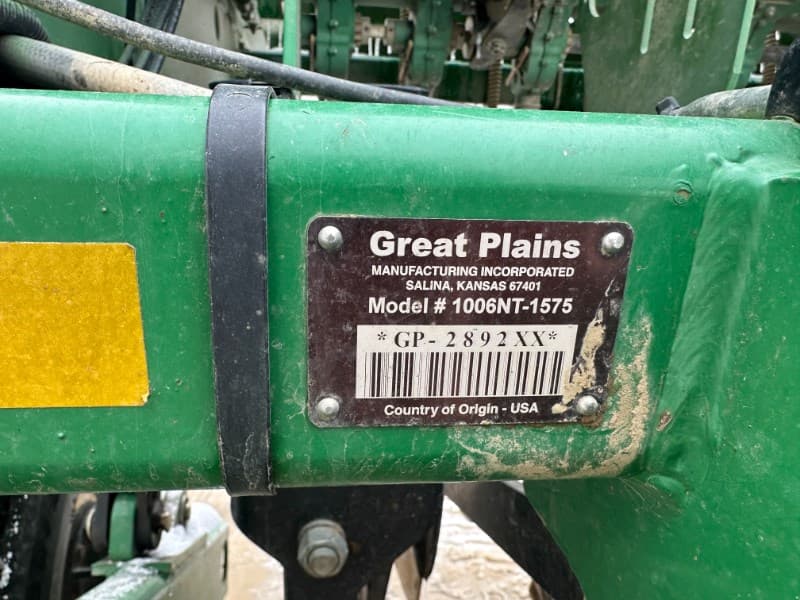 Great Plains
MANUFACTURING INCORPORATED
SALINA, KANSAS 67401
Model # 1006NT-1575
*GP-2892XX*
Country of Origin - USA